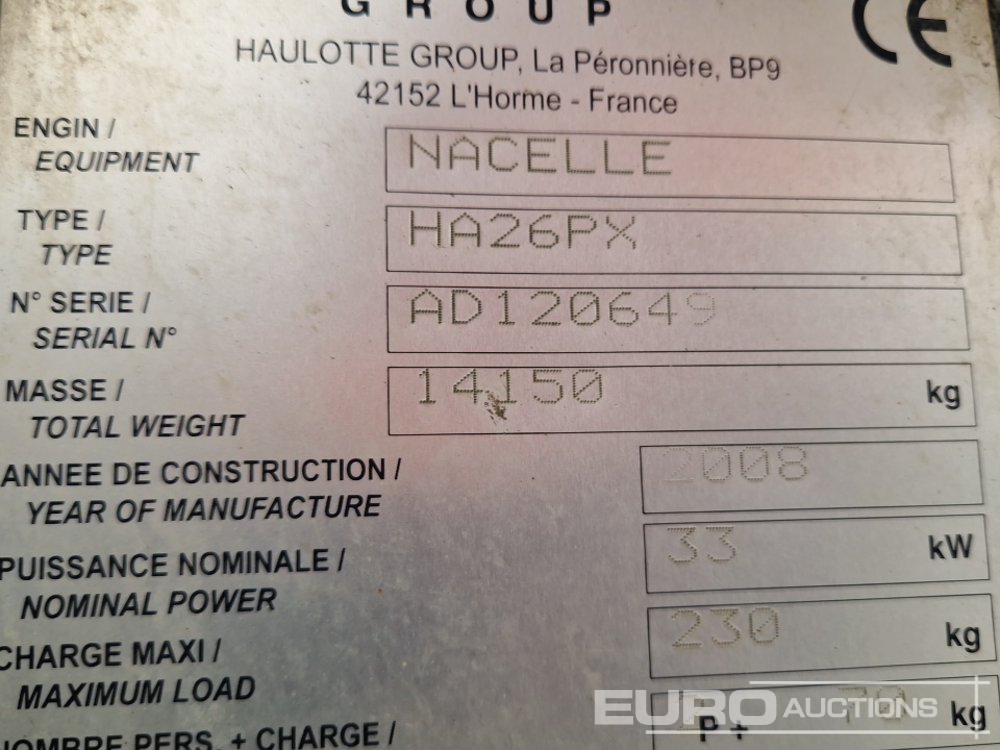 GROUP
CE
HAULOTTE GROUP, La Péronnière, BP9
42152 L'Horme - France
ENGIN /
EQUIPMENT
NACELLE
TYPE /
TYPE
HA26PX
N° SERIE /
SERIAL N°
AD120649
MASSE /
TOTAL WEIGHT
14150 kg
ANNEE DE CONSTRUCTION /
YEAR OF MANUFACTURE
2008
PUISSANCE NOMINALE /
NOMINAL POWER
33 kW
CHARGE MAXI /
MAXIMUM LOAD
230 kg
NOMBRE PERS. + CHARGE /
P + 70 kg
EURO AUCTIONS